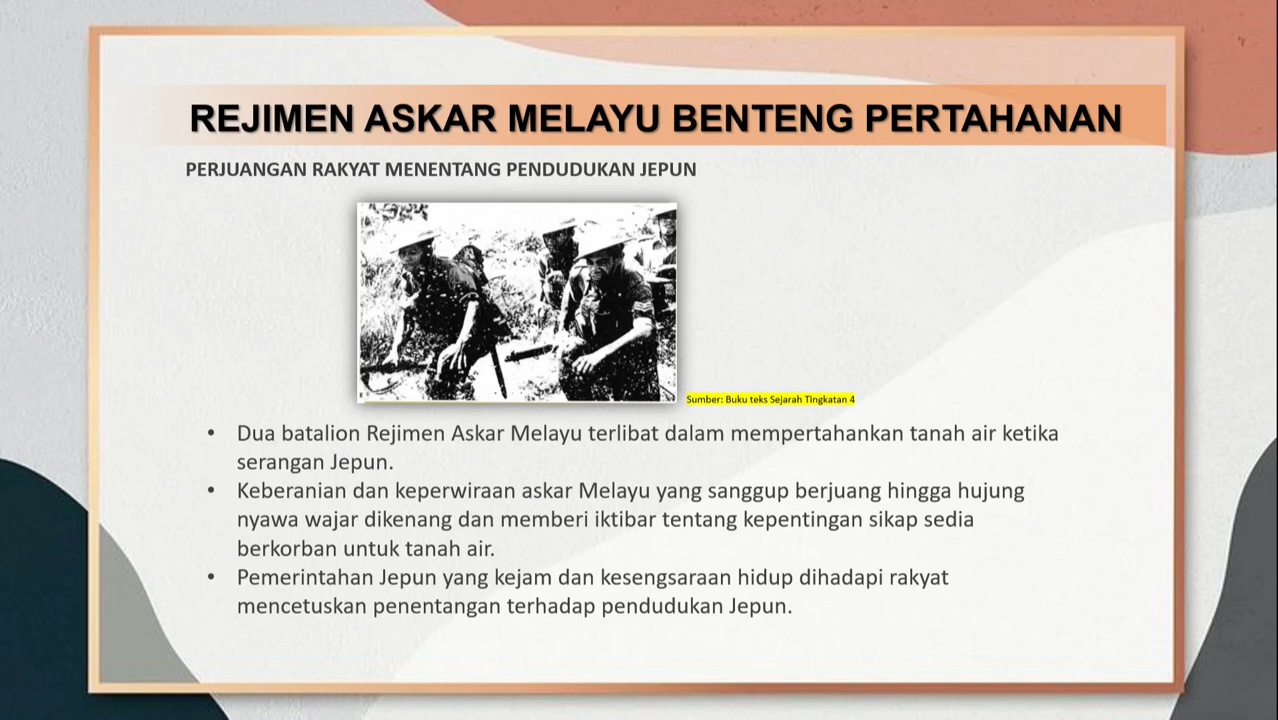 REJIMEN ASKAR MELAYU BENTENG PERTAHANAN
PERJUANGAN RAKYAT MENENTANG PENDUDUKAN JEPUN
Sumber: Buku teks Sejarah Tingkatan 4
• Dua batalion Rejimen Askar Melayu terlibat dalam mempertahankan tanah air ketika
serangan Jepun.
• Keberanian dan keperwiraan askar Melayu yang sanggup berjuang hingga hujung
nyawa wajar dikenang dan memberi iktibar tentang kepentingan sikap sedia
berkorban untuk tanah air.
• Pemerintahan Jepun yang kejam dan kesengsaraan hidup dihadapi rakyat
mencetuskan penentangan terhadap pendudukan Jepun.